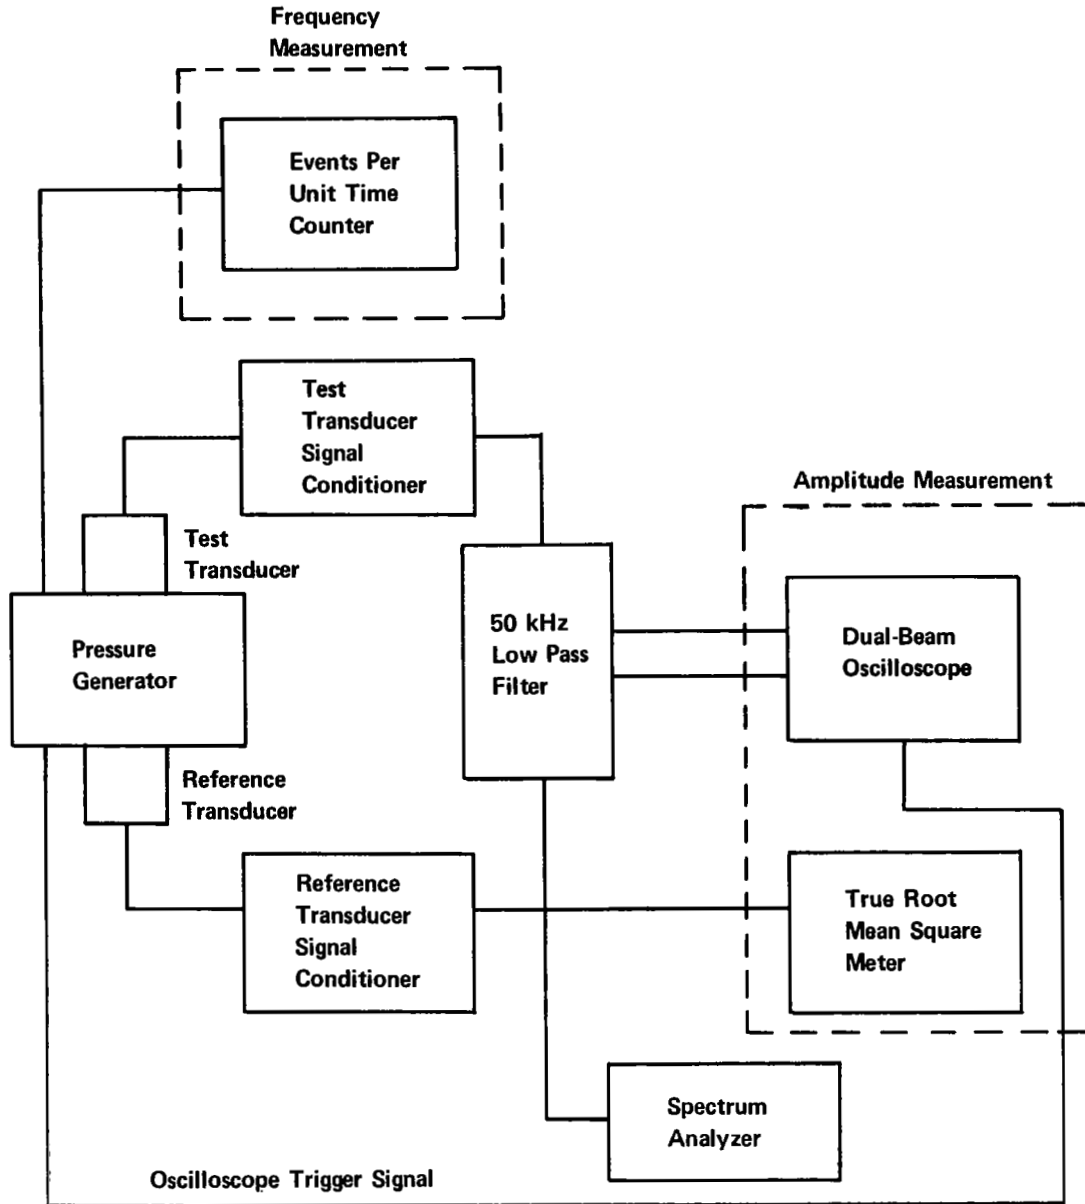 Frequency
Measurement
Events Per
Unit Time
Counter
Test
Transducer
Signal
Conditioner
Amplitude Measurement
Test
Transducer
50 kHz
Low Pass
Filter
Dual-Beam
Oscilloscope
Pressure
Generator
Reference
Transducer
Reference
Transducer
Signal
Conditioner
True Root
Mean Square
Meter
Spectrum
Analyzer
Oscilloscope Trigger Signal